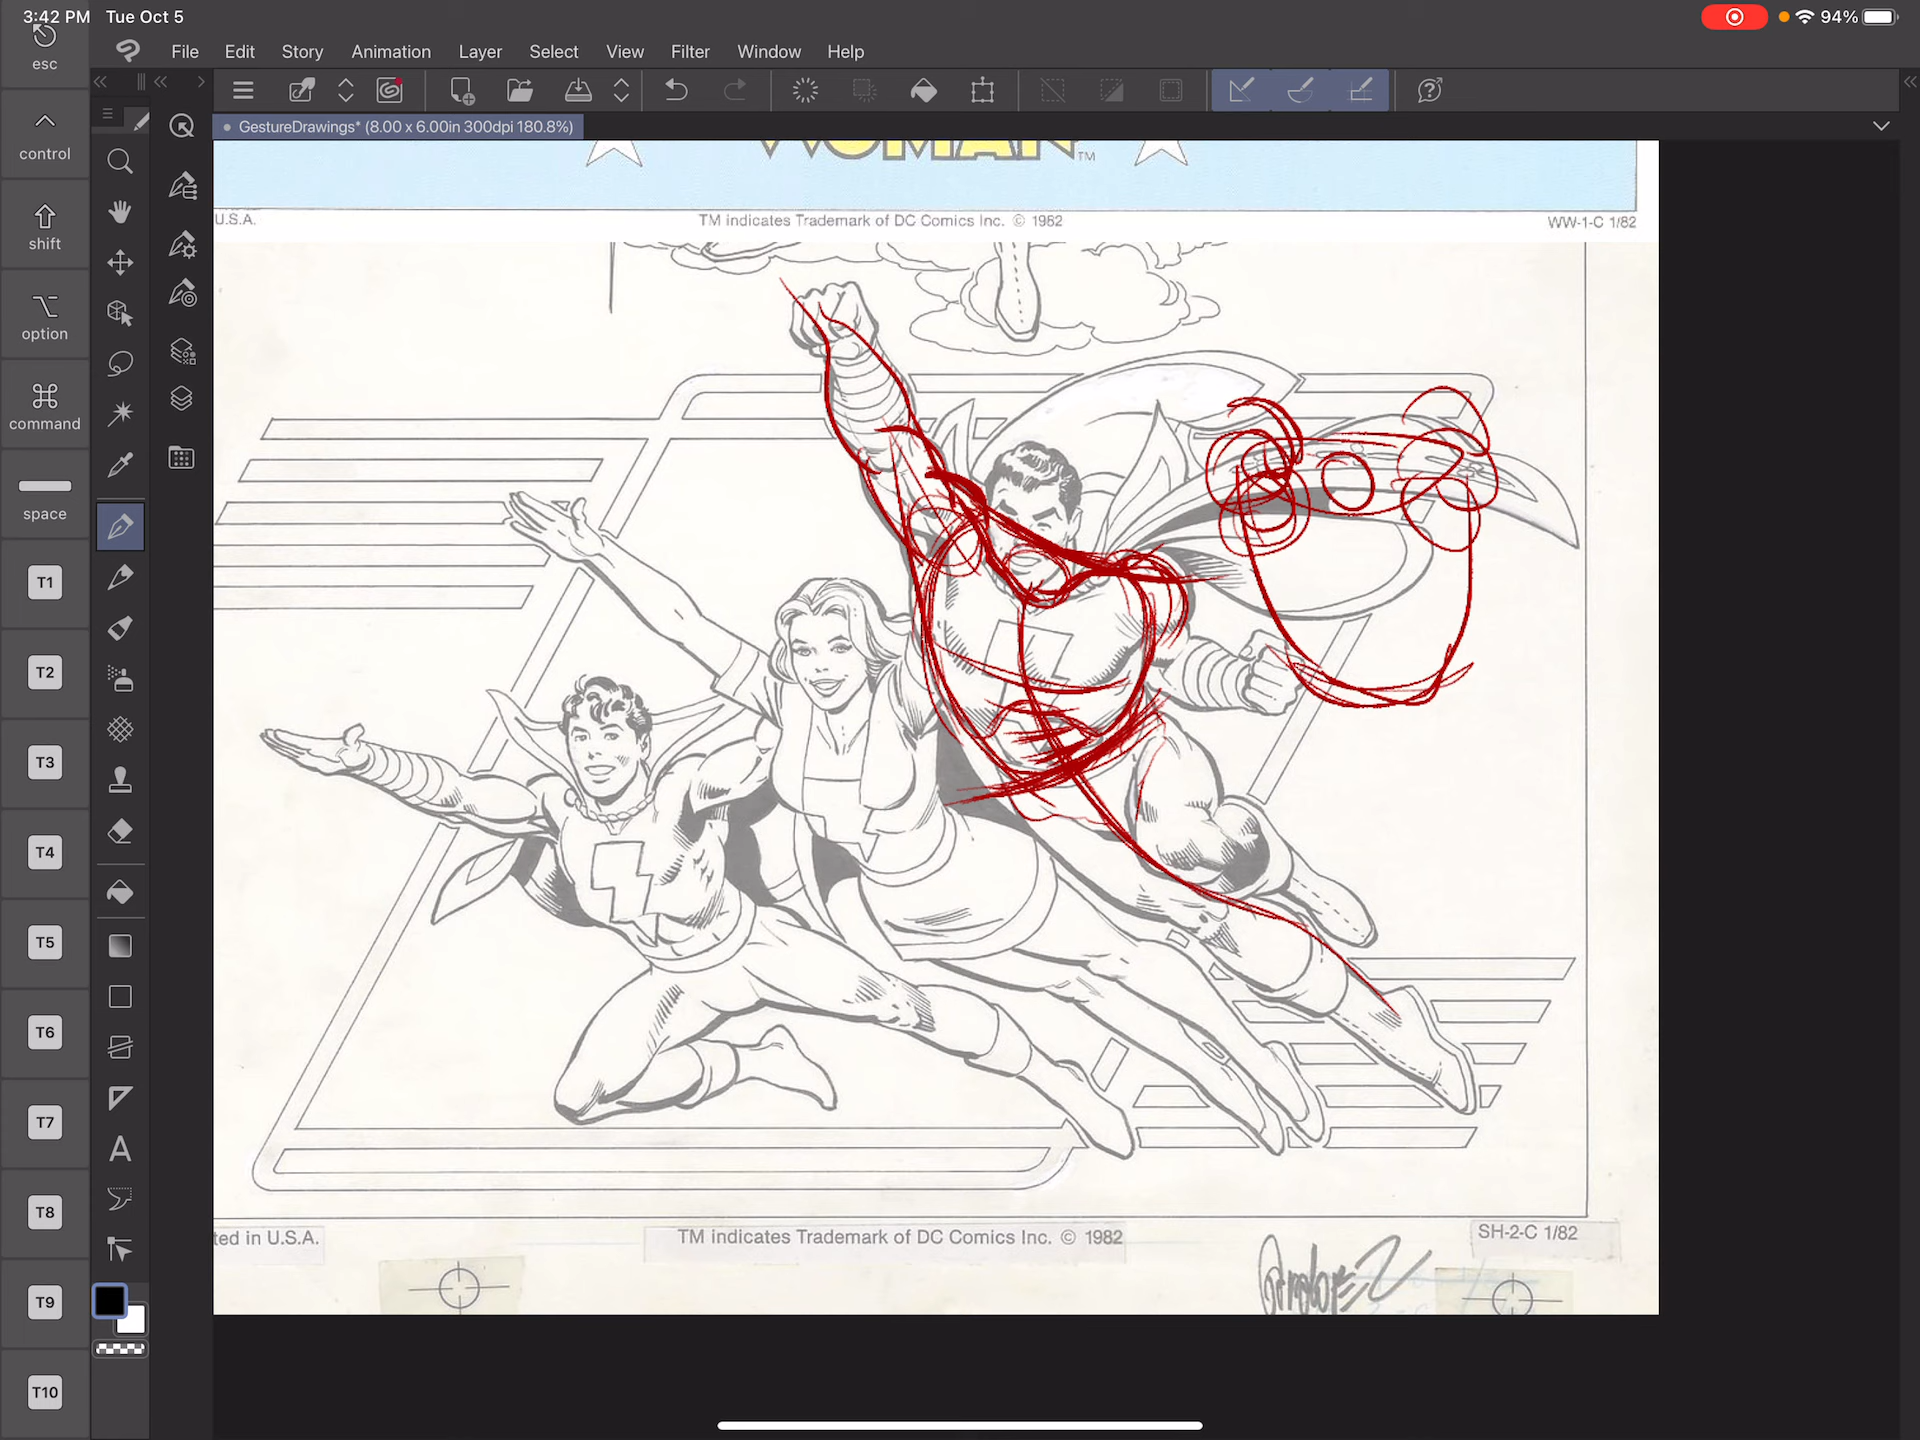 3:42 PM Tue Oct 5
94%
esc
File Edit Story Animation Layer Select View Filter Window Help
control
GestureDrawings* (8.00 x 6.00in 300dpi 180.8%)
WOMAN TM
U.S.A. TM indicates Trademark of DC Comics Inc. © 1982 WW-1-C 1/82
shift
option
command
space
T1
T2
T3
T4
T5
T6
T7
A
T8
ted in U.S.A. TM indicates Trademark of DC Comics Inc. © 1982 SH-2-C 1/82
T9
T10